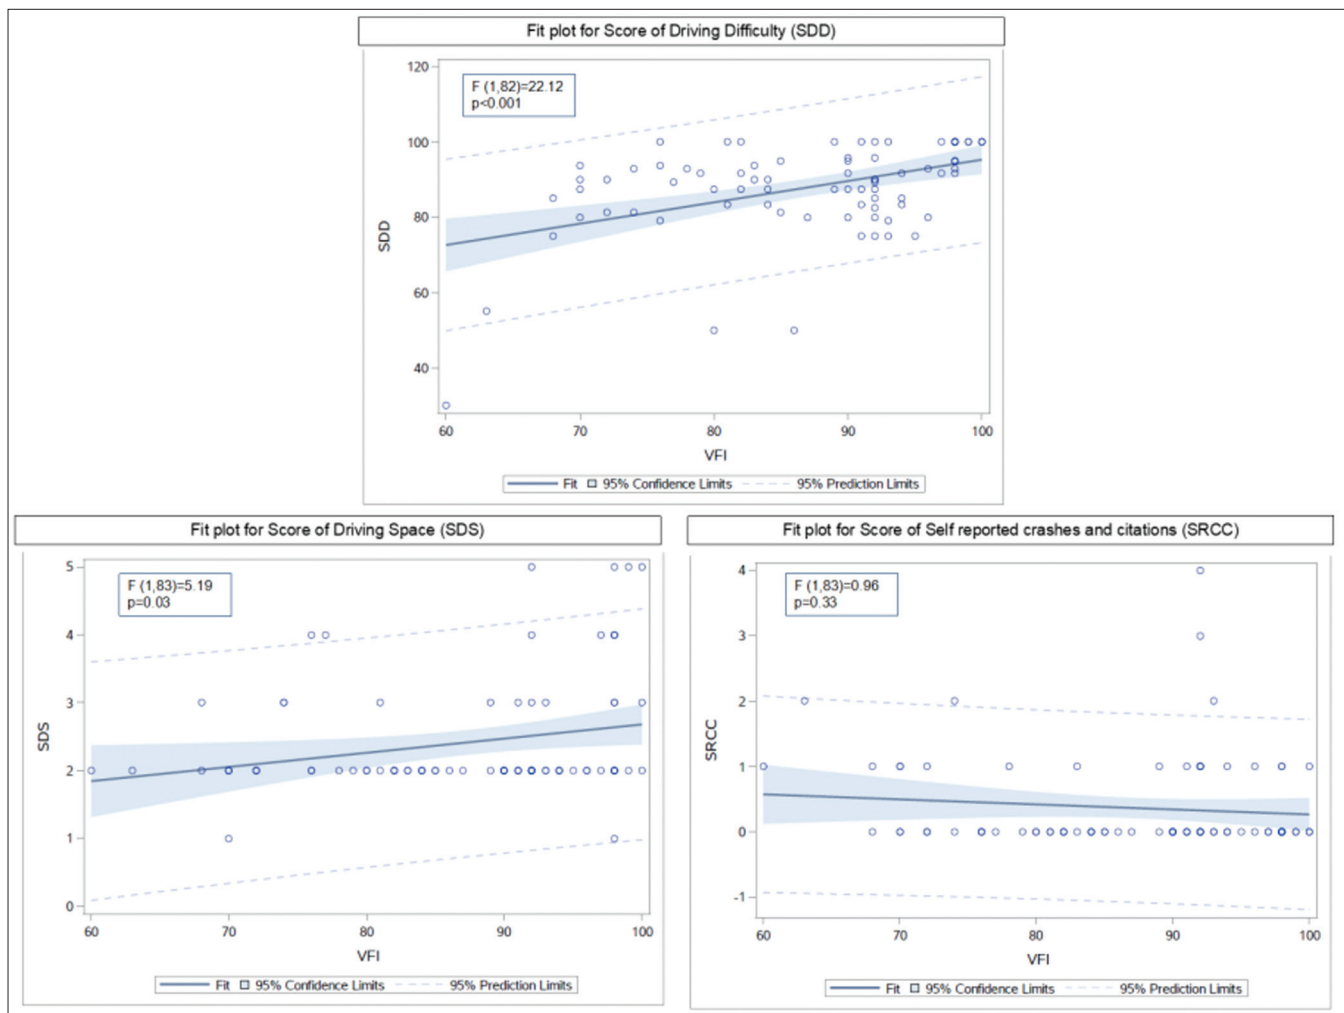 Fit plot for Score of Driving Difficulty (SDD)
F (1,82)=22.12
p<0.001
120
100
80
60
40
SDD
60 70 80 90 100
VFI
Fit 95% Confidence Limits 95% Prediction Limits
Fit plot for Score of Driving Space (SDS)
F (1,83)=5.19
p=0.03
5
4
3
2
1
0
SDS
60 70 80 90 100
VFI
Fit 95% Confidence Limits 95% Prediction Limits
Fit plot for Score of Self reported crashes and citations (SRCC)
F (1,83)=0.96
p=0.33
4
3
2
1
0
-1
SRCC
60 70 80 90 100
VFI
Fit 95% Confidence Limits 95% Prediction Limits